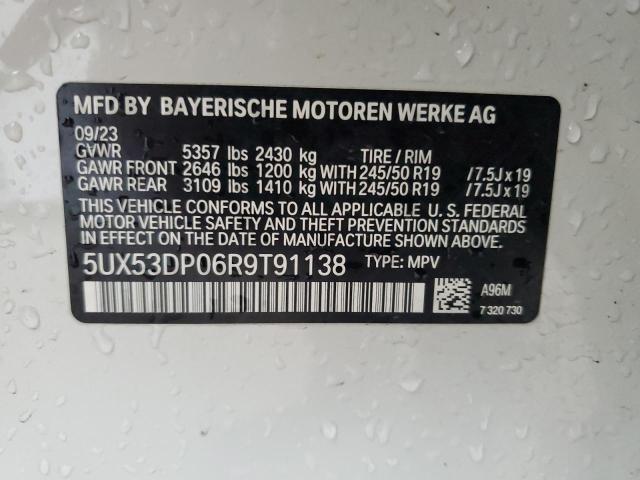 MFD BY BAYERISCHE MOTOREN WERKE AG
09/23
GVWR 5357 lbs 2430 kg TIRE / RIM
GAWR FRONT 2646 lbs 1200 kg WITH 245/50 R19 / 7.5J x 19
GAWR REAR 3109 lbs 1410 kg WITH 245/50 R19 / 7.5J x 19
THIS VEHICLE CONFORMS TO ALL APPLICABLE U. S. FEDERAL
MOTOR VEHICLE SAFETY AND THEFT PREVENTION STANDARDS
IN EFFECT ON THE DATE OF MANUFACTURE SHOWN ABOVE.
5UX53DP06R9T91138 TYPE: MPV
A96M
7 320 730